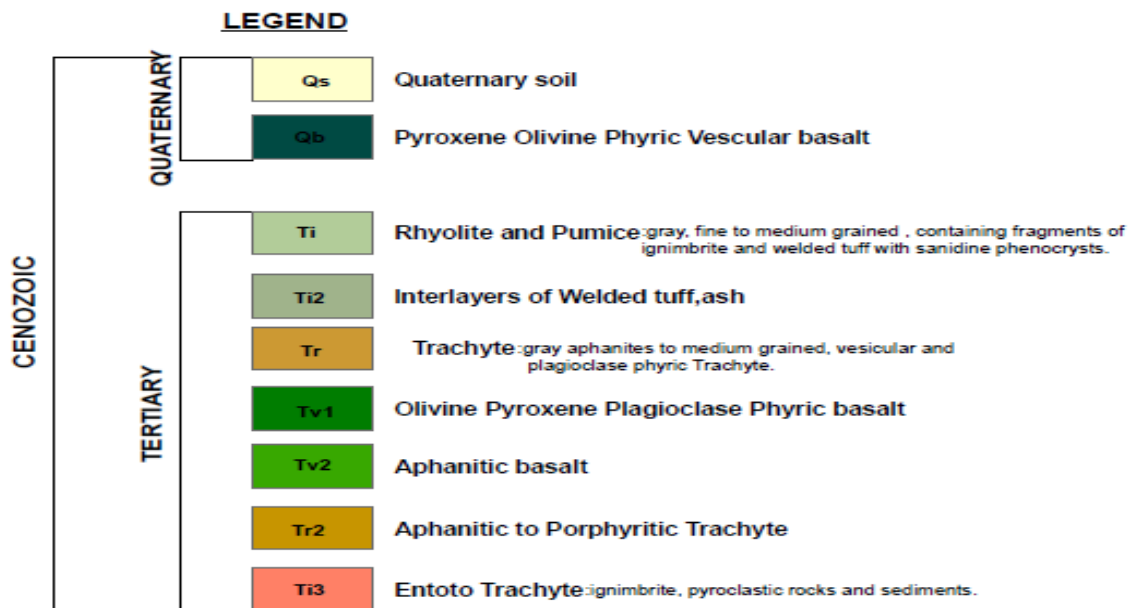 LEGEND
CENOZOIC
QUATERNARY
Qs Quaternary soil
Qb Pyroxene Olivine Phyric Vescular basalt
TERTIARY
Ti Rhyolite and Pumice:gray, fine to medium grained , containing fragments of
ignimbrite and welded tuff with sanidine phenocrysts.
Ti2 Interlayers of Welded tuff,ash
Tr Trachyte:gray aphanites to medium grained, vesicular and
plagioclase phyric Trachyte.
Tv1 Olivine Pyroxene Plagioclase Phyric basalt
Tv2 Aphanitic basalt
Tr2 Aphanitic to Porphyritic Trachyte
Ti3 Entoto Trachyte:ignimbrite, pyroclastic rocks and sediments.